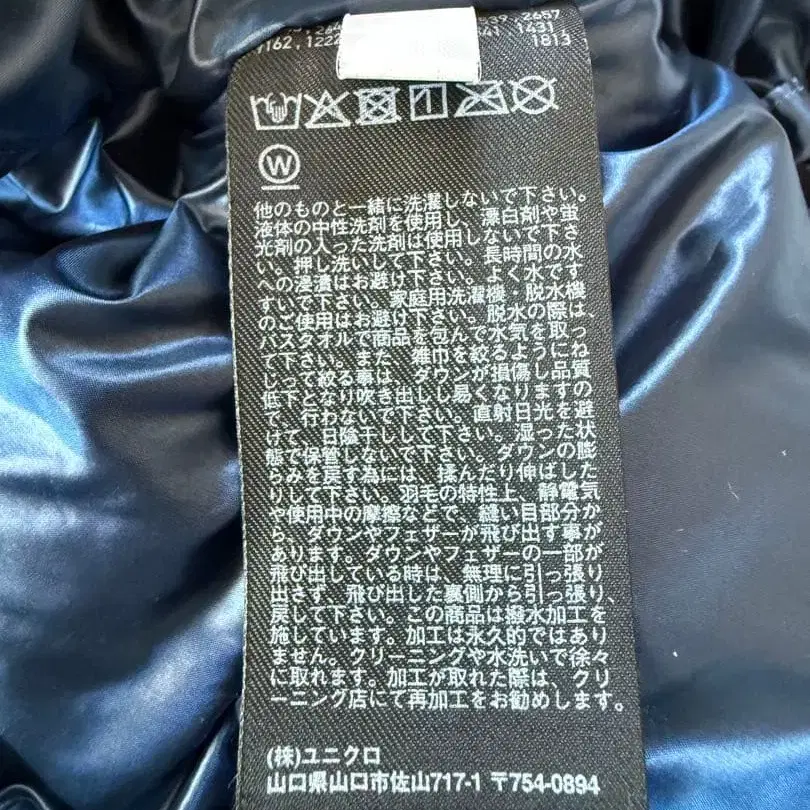 2657
1162,1222
41 1431
1813
W
他のものと一緒に洗濯しないで下さい。
液体の中性洗剤を使用し、漂白剤や蛍
光剤の入った洗剤は使用しないで下さ
い。押し洗いして下さい。長時間の水
への浸漬はお避け下さい。よく水です
すいで下さい。家庭用洗濯機・脱水機
のご使用はお避け下さい。脱水の際は、
バスタオルで商品を包んで水気を取っ
て下さい。また 雑巾を絞るようにね
じって絞る事は、ダウンが損傷し品質
低下となり吹き出しし易くなりますの
で、行わないで下さい。直射日光を避
けて、日陰干しして下さい。湿った状
態で保管しないで下さい。ダウンの膨
らみを戻す為には、揉んだり伸ばした
りして下さい。羽毛の特性上、静電気
や使用中の摩擦などで、縫い目部分か
ら、ダウンやフェザーが飛び出す事が
あります。ダウンやフェザーの一部が
飛び出している時は、無理に引っ張り
出さず、飛び出した裏側から引っ張り、
戻して下さい。この商品は撥水加工を
施しています。加工は永久的ではあり
ません。クリーニングや水洗いで徐々
に取れます。加工が取れた際は、クリ
ーニング店にて再加工をお勧めします。
(株)ユニクロ
山口県山口市佐山717-1 〒754-0894